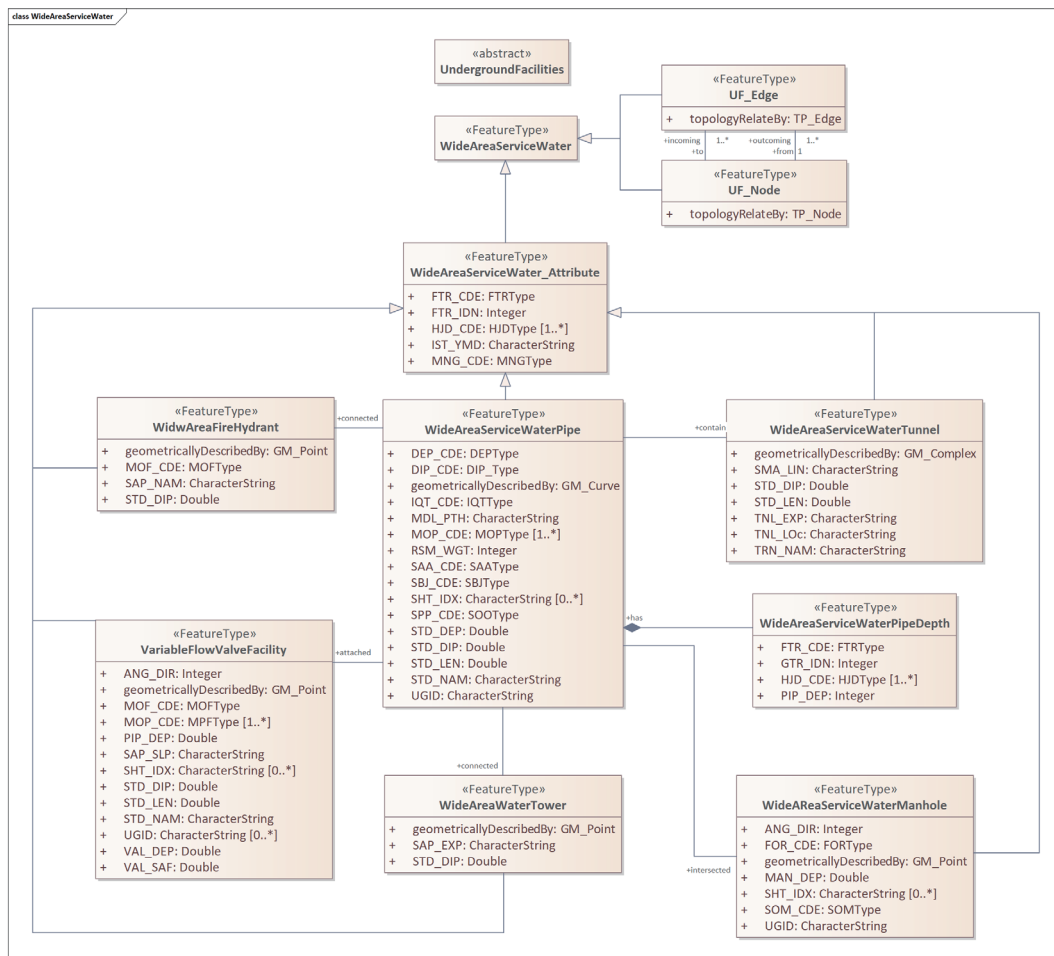 class WideAreaServiceWater
«abstract»
UndergroundFacilities
«FeatureType»
UF_Edge
+ topologyRelateBy: TP_Edge
+incoming 1..* +outcoming 1..*
+to +from 1
«FeatureType»
WideAreaServiceWater
«FeatureType»
UF_Node
+ topologyRelateBy: TP_Node
«FeatureType»
WideAreaServiceWater_Attribute
+ FTR_CDE: FTRType
+ FTR_IDN: Integer
+ HJD_CDE: HJDType [1..*]
+ IST_YMD: CharacterString
+ MNG_CDE: MNGType
«FeatureType»
WidwAreaFireHydrant
+ geometricallyDescribedBy: GM_Point
+ MOF_CDE: MOFType
+ SAP_NAM: CharacterString
+ STD_DIP: Double
+connected
«FeatureType»
WideAreaServiceWaterPipe
+ DEP_CDE: DEPType
+ DIP_CDE: DIP_Type
+ geometricallyDescribedBy: GM_Curve
+ IQT_CDE: IQTType
+ MDL_PTH: CharacterString
+ MOP_CDE: MOPType [1..*]
+ RSM_WGT: Integer
+ SAA_CDE: SAAType
+ SBJ_CDE: SBJType
+ SHT_IDX: CharacterString [0..*]
+ SPP_CDE: SOOType
+ STD_DEP: Double
+ STD_DIP: Double
+ STD_LEN: Double
+ STD_NAM: CharacterString
+ UGID: CharacterString
+contain
«FeatureType»
WideAreaServiceWaterTunnel
+ geometricallyDescribedBy: GM_Complex
+ SMA_LIN: CharacterString
+ STD_DIP: Double
+ STD_LEN: Double
+ TNL_EXP: CharacterString
+ TNL_LOc: CharacterString
+ TRN_NAM: CharacterString
+has
«FeatureType»
WideAreaServiceWaterPipeDepth
+ FTR_CDE: FTRType
+ GTR_IDN: Integer
+ HJD_CDE: HJDType [1..*]
+ PIP_DEP: Integer
«FeatureType»
VariableFlowValveFacility
+ ANG_DIR: Integer
+ geometricallyDescribedBy: GM_Point
+ MOF_CDE: MOFType
+ MOP_CDE: MPFType [1..*]
+ PIP_DEP: Double
+ SAP_SLP: CharacterString
+ SHT_IDX: CharacterString [0..*]
+ STD_DIP: Double
+ STD_LEN: Double
+ STD_NAM: CharacterString
+ UGID: CharacterString [0..*]
+ VAL_DEP: Double
+ VAL_SAF: Double
+attached
+connected
«FeatureType»
WideAreaWaterTower
+ geometricallyDescribedBy: GM_Point
+ SAP_EXP: CharacterString
+ STD_DIP: Double
+intersected
«FeatureType»
WideAReaServiceWaterManhole
+ ANG_DIR: Integer
+ FOR_CDE: FORType
+ geometricallyDescribedBy: GM_Point
+ MAN_DEP: Double
+ SHT_IDX: CharacterString [0..*]
+ SOM_CDE: SOMType
+ UGID: CharacterString